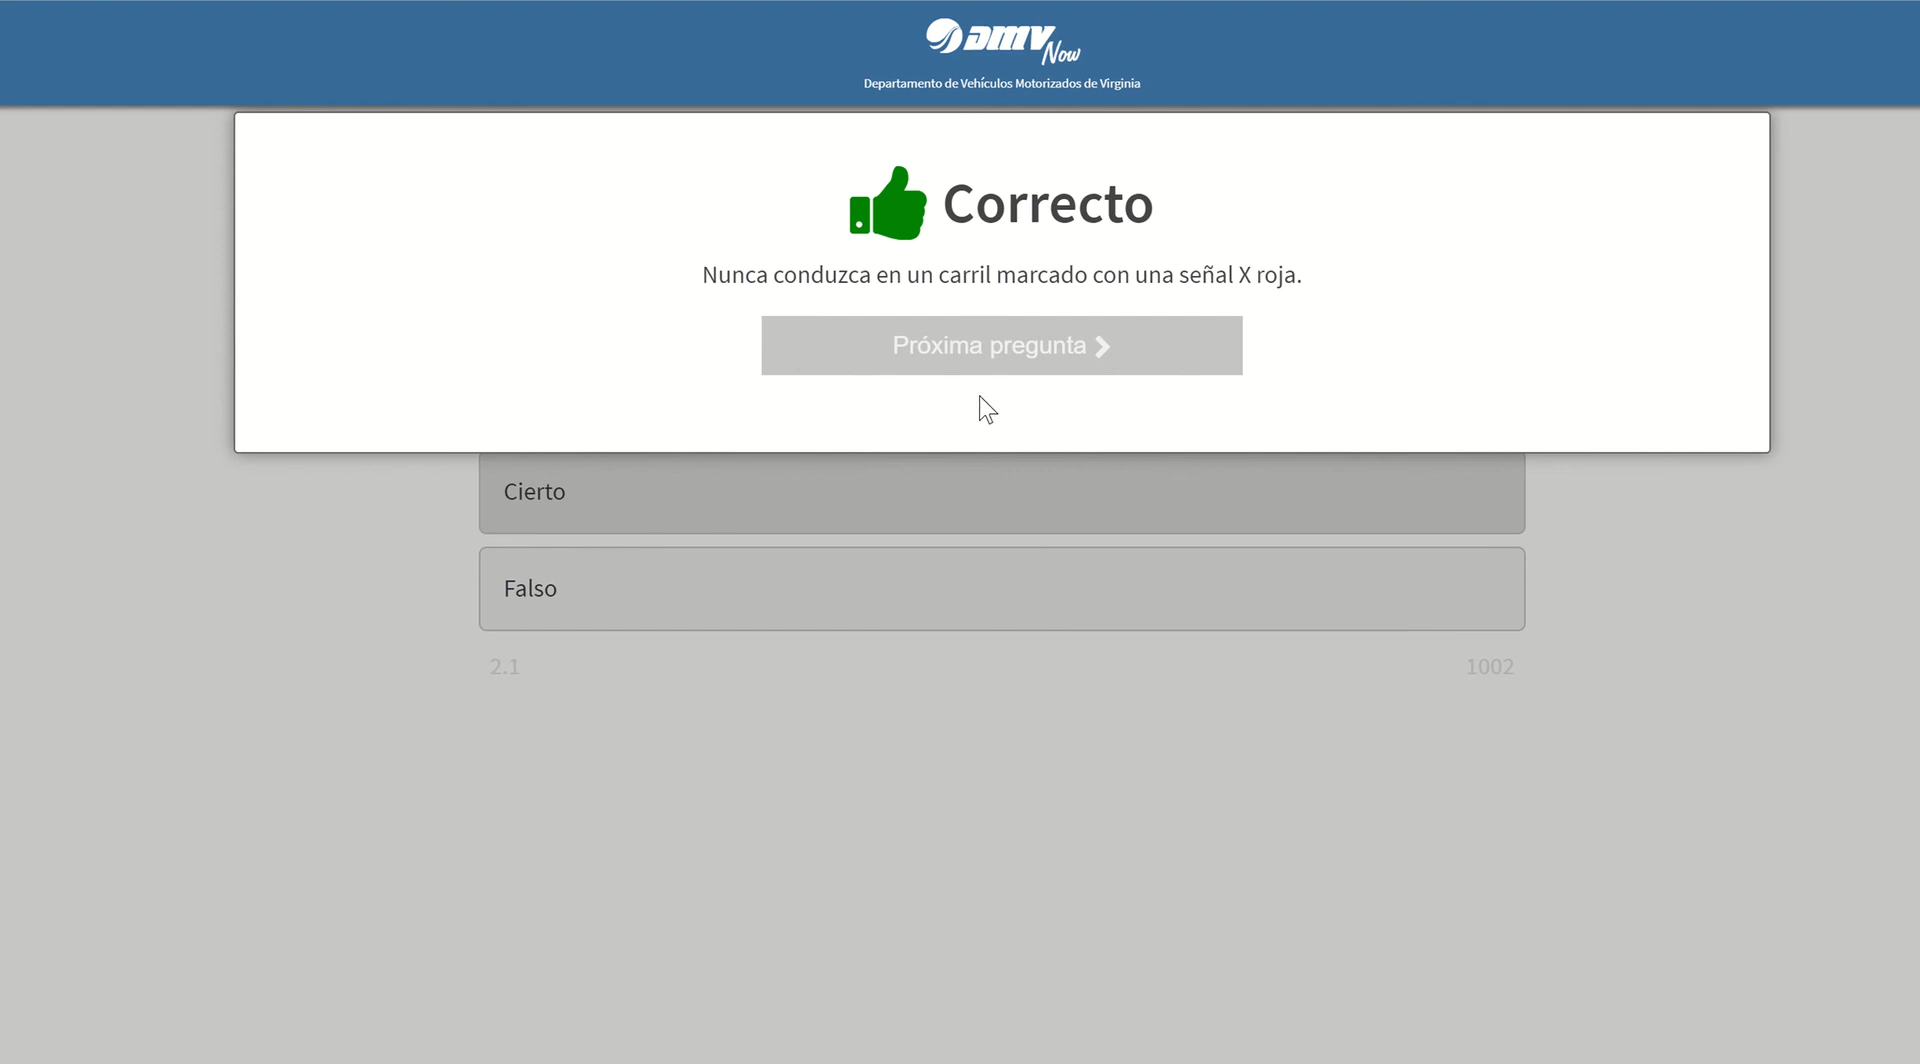 DMV Now
Departamento de Vehículos Motorizados de Virginia
Correcto
Nunca conduzca en un carril marcado con una señal X roja.
Próxima pregunta
Cierto
Falso
2.1 1002